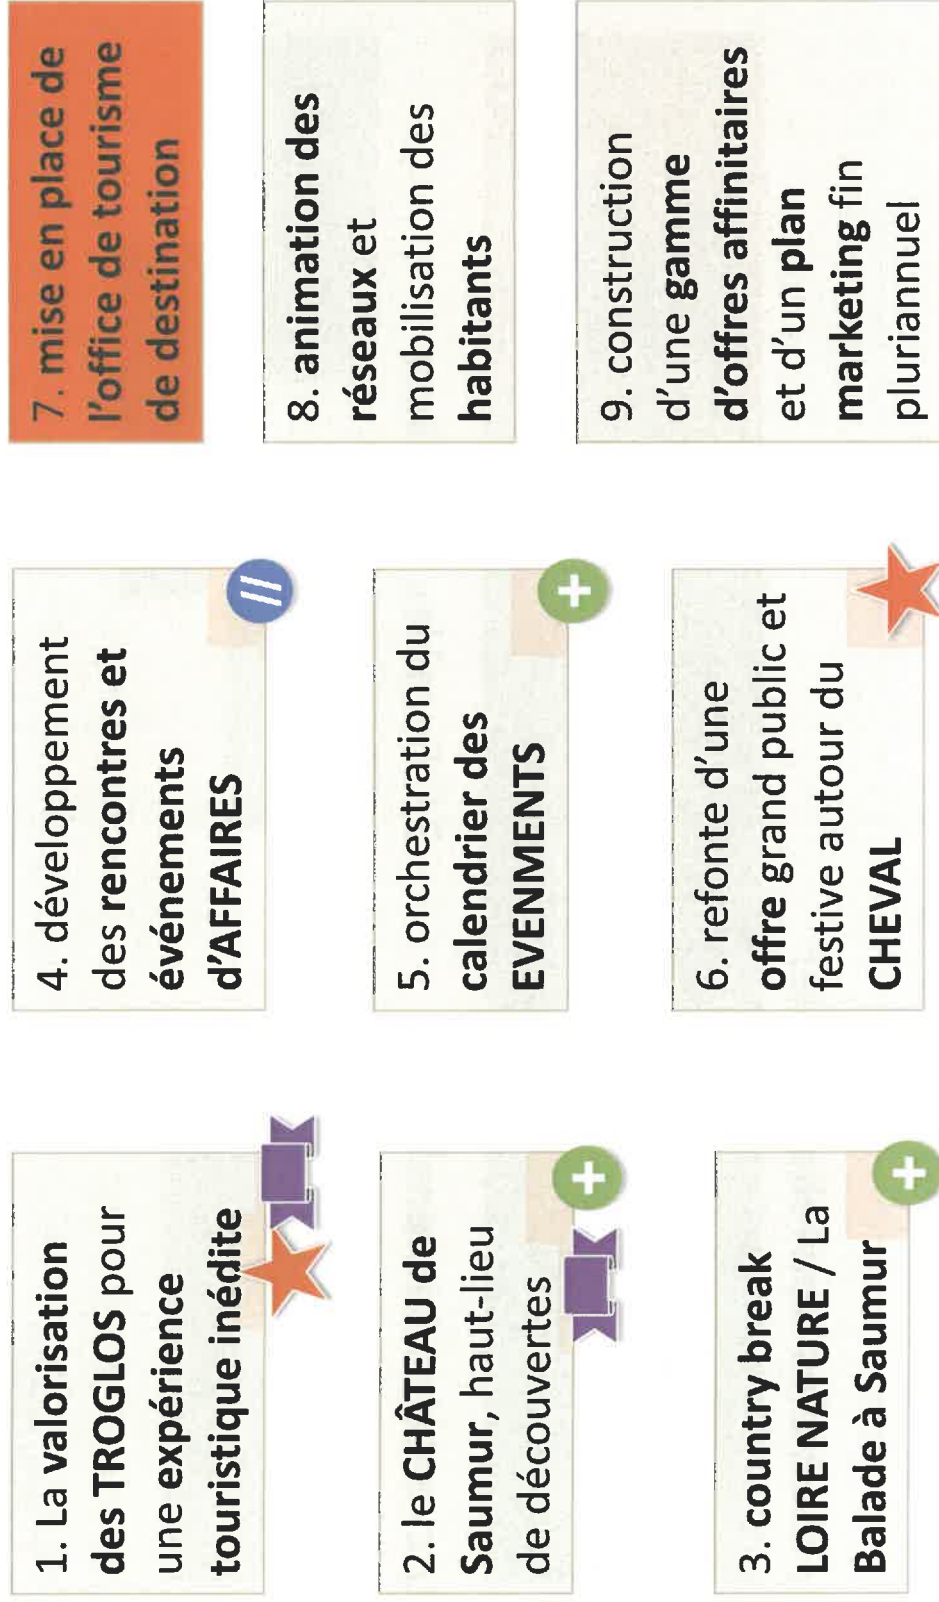 1. La valorisation
des TROGLOS pour
une expérience
touristique inédite
2. le CHÂTEAU de
Saumur, haut-lieu
de découvertes
3. country break
LOIRE NATURE / La
Balade à Saumur
4. développement
des rencontres et
événements
d'AFFAIRES
5. orchestration du
calendrier des
EVENMENTS
6. refonte d'une
offre grand public et
festive autour du
CHEVAL
7. mise en place de
l'office de tourisme
de destination
8. animation des
réseaux et
mobilisation des
habitants
9. construction
d'une gamme
d'offres affinitaires
et d'un plan
marketing fin
pluriannuel